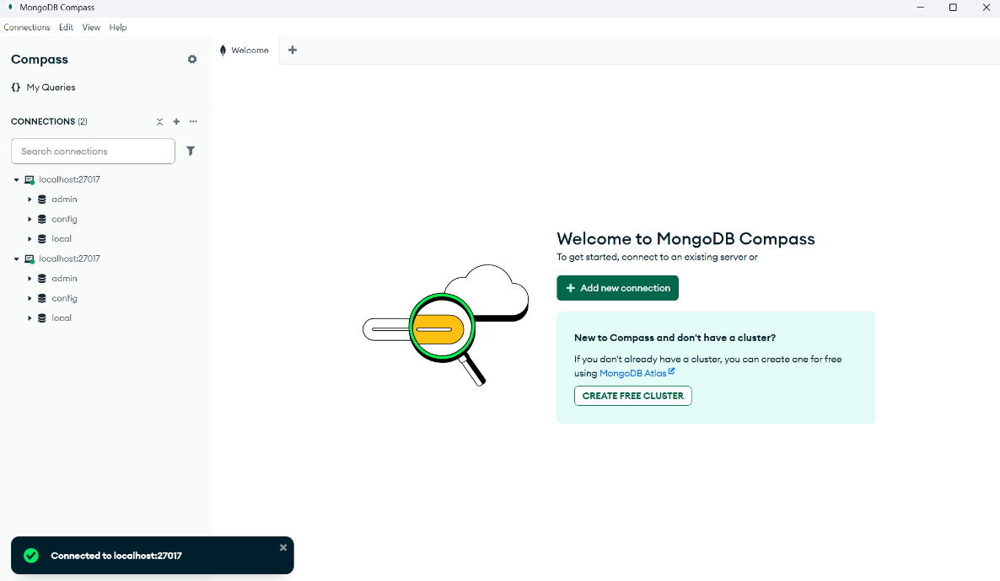 MongoDB Compass
Connections Edit View Help
Compass
Welcome
{} My Queries
CONNECTIONS (2)
Search connections
localhost:27017
admin
config
local
localhost:27017
admin
config
local
Welcome to MongoDB Compass
To get started, connect to an existing server or
Add new connection
New to Compass and don't have a cluster?
If you don't already have a cluster, you can create one for free
using MongoDB Atlas
CREATE FREE CLUSTER
Connected to localhost:27017